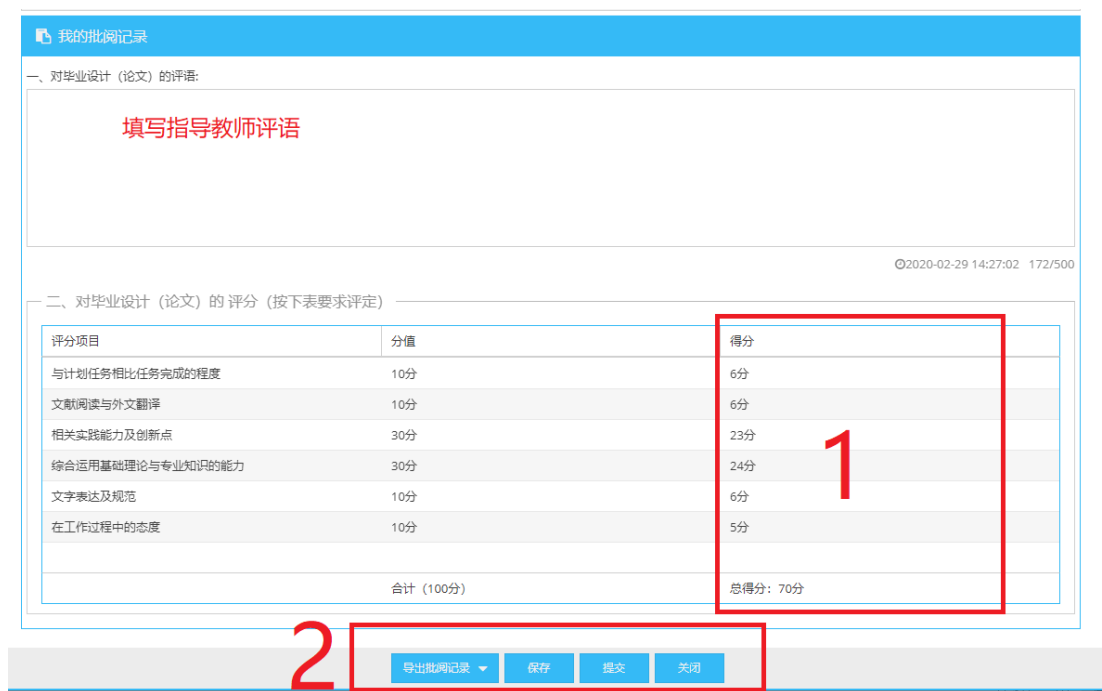 我的批阅记录
一、对毕业设计（论文）的评语:
填写指导教师评语
2020-02-29 14:27:02 172/500
二、对毕业设计（论文）的 评分（按下表要求评定）
评分项目 分值 得分
与计划任务相比任务完成的程度 10分 6分
文献阅读与外文翻译 10分 6分
相关实践能力及创新点 30分 23分
综合运用基础理论与专业知识的能力 30分 24分
文字表达及规范 10分 6分
在工作过程中的态度 10分 5分
1
合计（100分） 总得分：70分
2
导出批阅记录 保存 提交 关闭